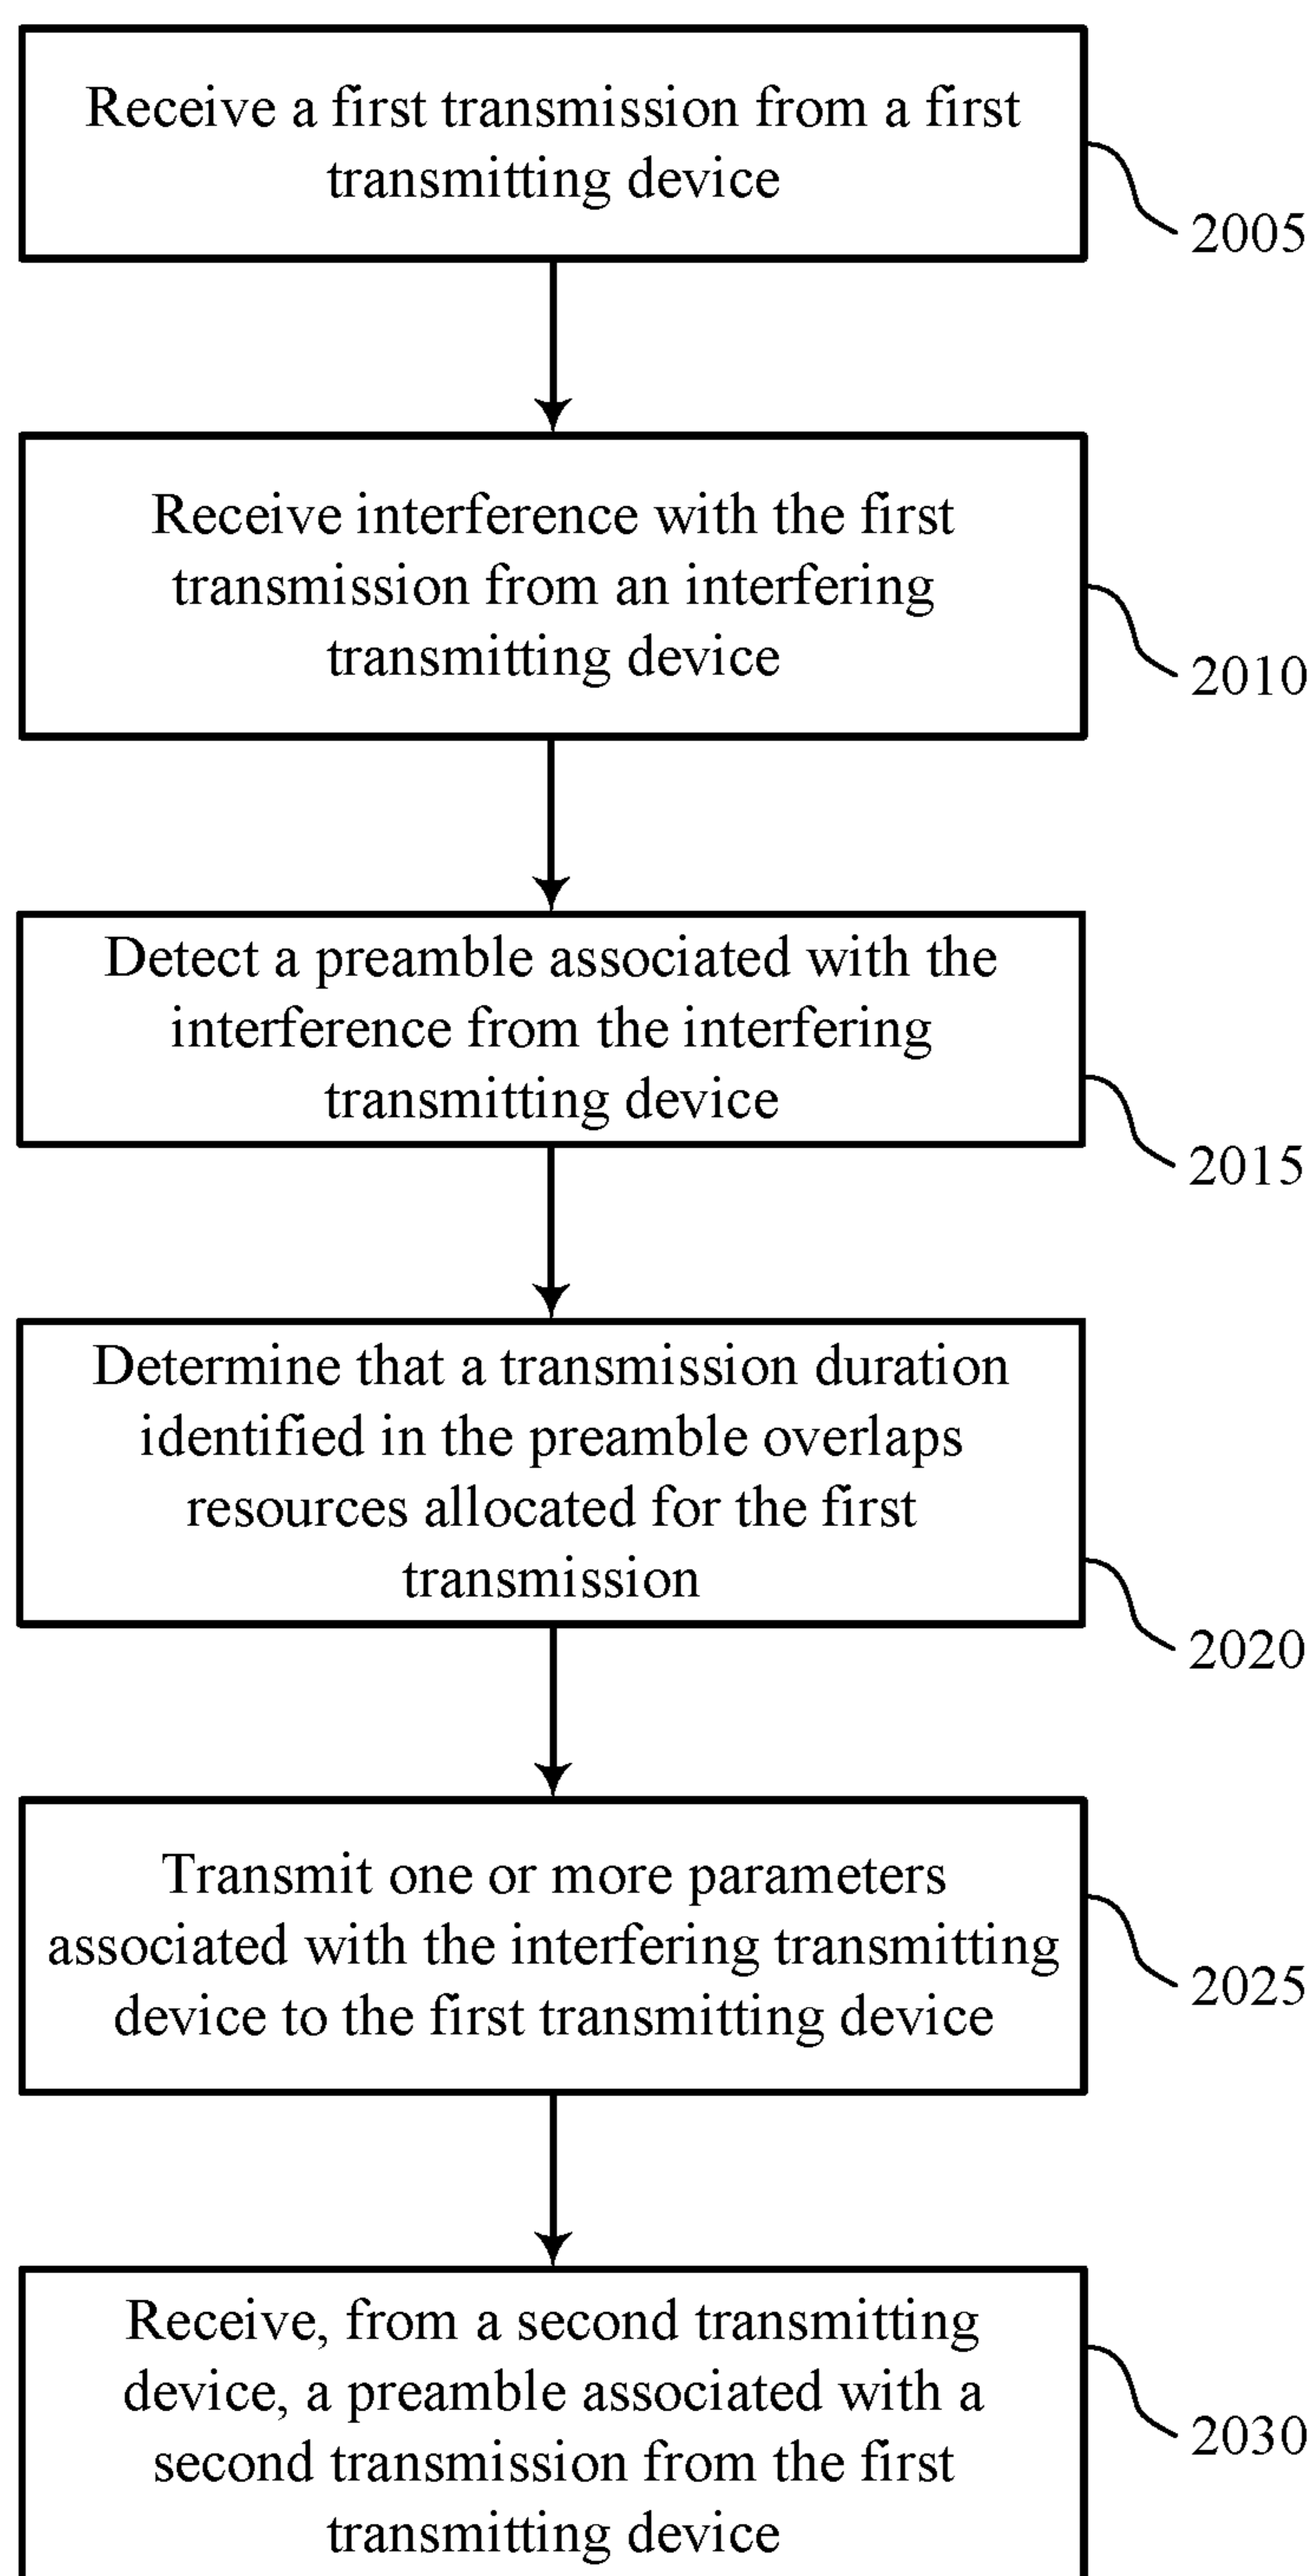 Receive a first transmission from a first
transmitting device
2005
Receive interference with the first
transmission from an interfering
transmitting device
2010
Detect a preamble associated with the
interference from the interfering
transmitting device
2015
Determine that a transmission duration
identified in the preamble overlaps
resources allocated for the first
transmission
2020
Transmit one or more parameters
associated with the interfering transmitting
device to the first transmitting device
2025
Receive, from a second transmitting
device, a preamble associated with a
second transmission from the first
transmitting device
2030